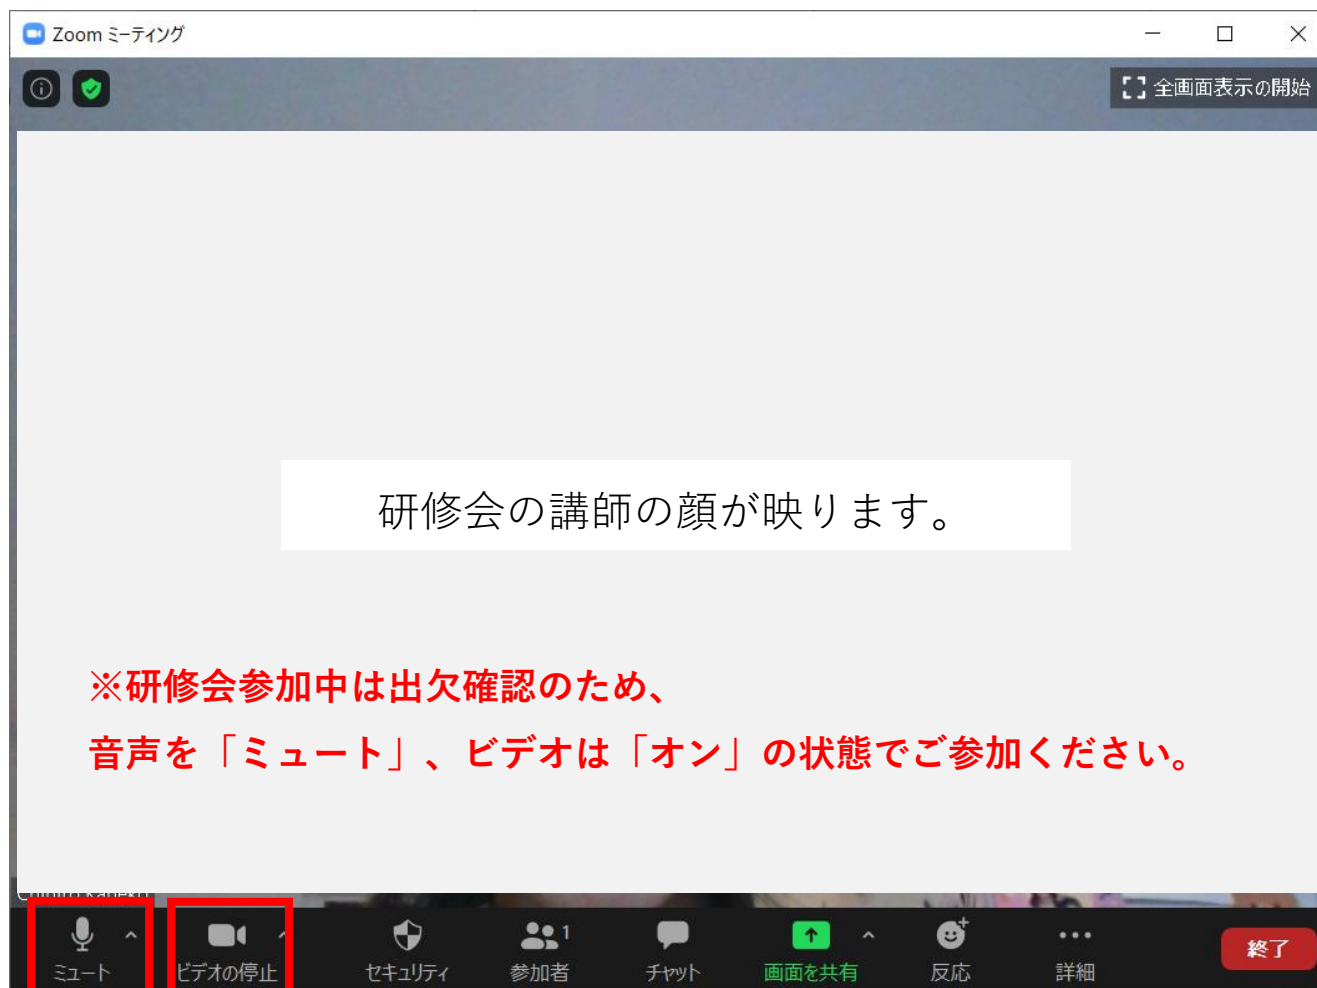 Zoom ミーティング
全画面表示の開始
研修会の講師の顔が映ります。
※研修会参加中は出欠確認のため、
音声を「ミュート」、ビデオは「オン」の状態でご参加ください。
ミュート
ビデオの停止
セキュリティ
参加者
1
チャット
画面を共有
反応
詳細
終了